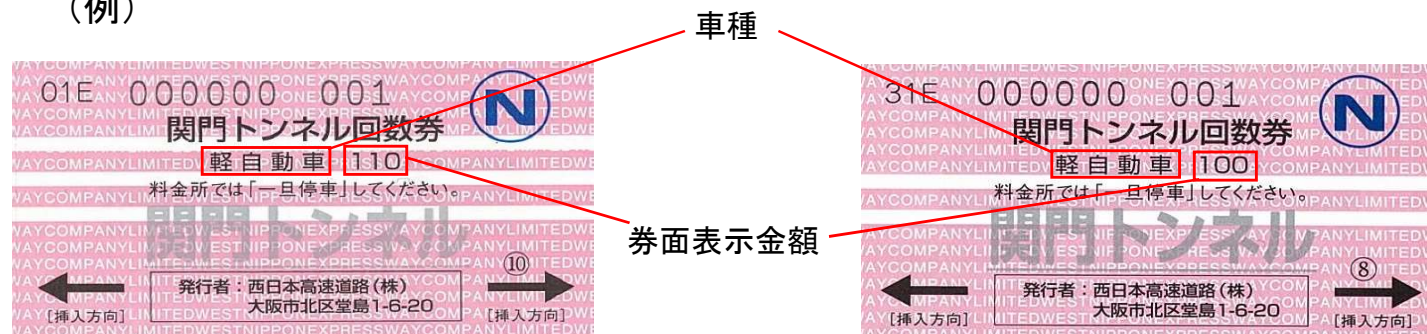 （例）
車種
01E 000000 001
N
関門トンネル回数券
軽自動車 110
料金所では「一旦停車」してください。
関門トンネル
⑩
発行者：西日本高速道路(株)
大阪市北区堂島1-6-20
[挿入方向]
[挿入方向]
券面表示金額
31E 000000 001
N
関門トンネル回数券
軽自動車 100
料金所では「一旦停車」してください。
関門トンネル
⑧
発行者：西日本高速道路(株)
大阪市北区堂島1-6-20
[挿入方向]
[挿入方向]